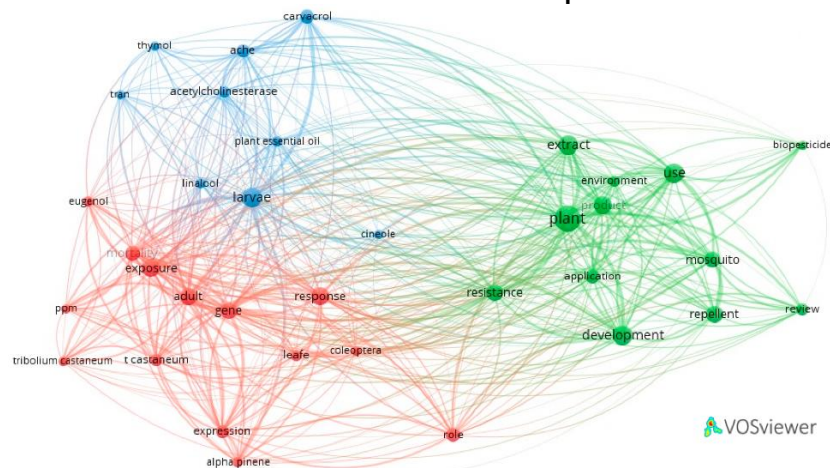 carvacrol
thymol
ache
tran
acetylcholinesterase
plant essential oil
extract
biopesticide
linalool
larvae
environment
use
eugenol
product
plant
cineole
mortality
exposure
mosquito
application
adult
response
resistance
ppm
gene
repellent
review
development
tribolium castaneum
t castaneum
leafe
coleoptera
expression
role
alpha pinene
VOSviewer